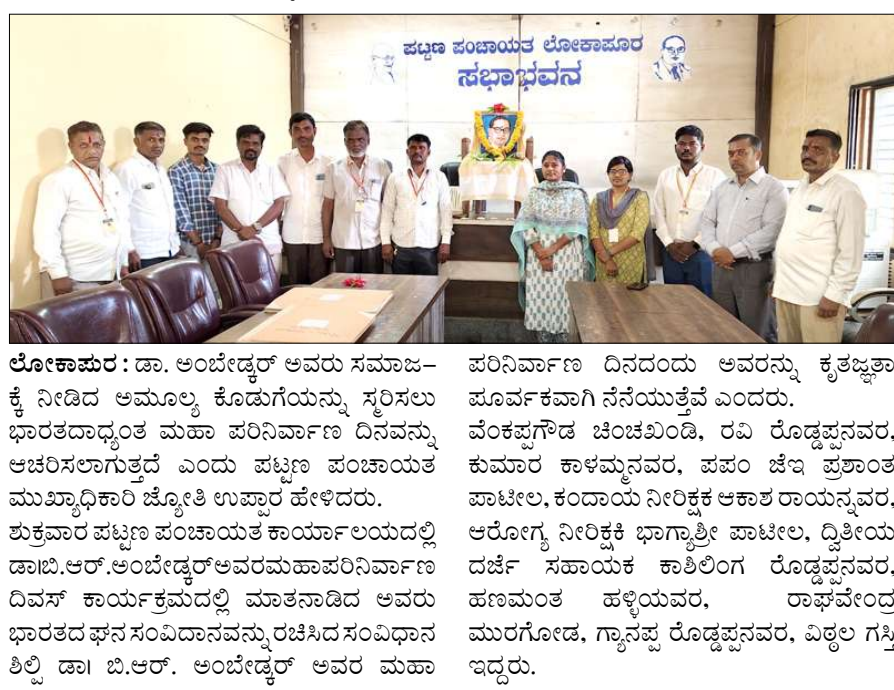 ಪಟ್ಟಣ ಪಂಚಾಯತ ಲೋಕಾಪೂರ
ಸಭಾಭವನ
ಲೋಕಾಪುರ : ಡಾ. ಅಂಬೇಡ್ಕರ್ ಅವರು ಸಮಾಜ-
ಕ್ಕೆ ನೀಡಿದ ಅಮೂಲ್ಯ ಕೊಡುಗೆಯನ್ನು ಸ್ಮರಿಸಲು
ಭಾರತದಾದ್ಯಂತ ಮಹಾ ಪರಿನಿರ್ವಾಣ ದಿನವನ್ನು
ಆಚರಿಸಲಾಗುತ್ತದೆ ಎಂದು ಪಟ್ಟಣ ಪಂಚಾಯತ
ಮುಖ್ಯಾಧಿಕಾರಿ ಜ್ಯೋತಿ ಉಪ್ಪಾರ ಹೇಳಿದರು.
ಶುಕ್ರವಾರ ಪಟ್ಟಣ ಪಂಚಾಯತ ಕಾರ್ಯಾಲಯದಲ್ಲಿ
ಡಾ।ಬಿ.ಆರ್.ಅಂಬೇಡ್ಕರ್ ಅವರ ಮಹಾಪರಿನಿರ್ವಾಣ
ದಿವಸ್ ಕಾರ್ಯಕ್ರಮದಲ್ಲಿ ಮಾತನಾಡಿದ ಅವರು
ಭಾರತದ ಘನ ಸಂವಿದಾನವನ್ನು ರಚಿಸಿದ ಸಂವಿಧಾನ
ಶಿಲ್ಪಿ ಡಾ। ಬಿ.ಆರ್. ಅಂಬೇಡ್ಕರ್ ಅವರ ಮಹಾ
ಪರಿನಿರ್ವಾಣ ದಿನದಂದು ಅವರನ್ನು ಕೃತಜ್ಞತಾ
ಪೂರ್ವಕವಾಗಿ ನೆನೆಯುತ್ತೆವೆ ಎಂದರು.
ವೆಂಕಪ್ಪಗೌಡ ಚಿಂಚಖಂಡಿ, ರವಿ ರೊಡ್ಡಪ್ಪನವರ,
ಕುಮಾರ ಕಾಳಮ್ಮನವರ, ಪಪಂ ಜೆಇ ಪ್ರಶಾಂತ
ಪಾಟೀಲ, ಕಂದಾಯ ನೀರಿಕ್ಷಕ ಆಕಾಶ ರಾಯನ್ನವರ,
ಆರೋಗ್ಯ ನೀರಿಕ್ಷಕಿ ಭಾಗ್ಯಾಶ್ರೀ ಪಾಟೀಲ, ದ್ವಿತೀಯ
ದರ್ಜೆ ಸಹಾಯಕ ಕಾಶಿಲಿಂಗ ರೊಡ್ಡಪ್ಪನವರ,
ಹಣಮಂತ ಹಳ್ಳಿಯವರ, ರಾಘವೇಂದ್ರ
ಮುರಗೋಡ, ಗ್ಯಾನಪ್ಪ ರೊಡ್ಡಪ್ಪನವರ, ವಿಠ್ಠಲ ಗಸ್ತಿ
ಇದ್ದರು.